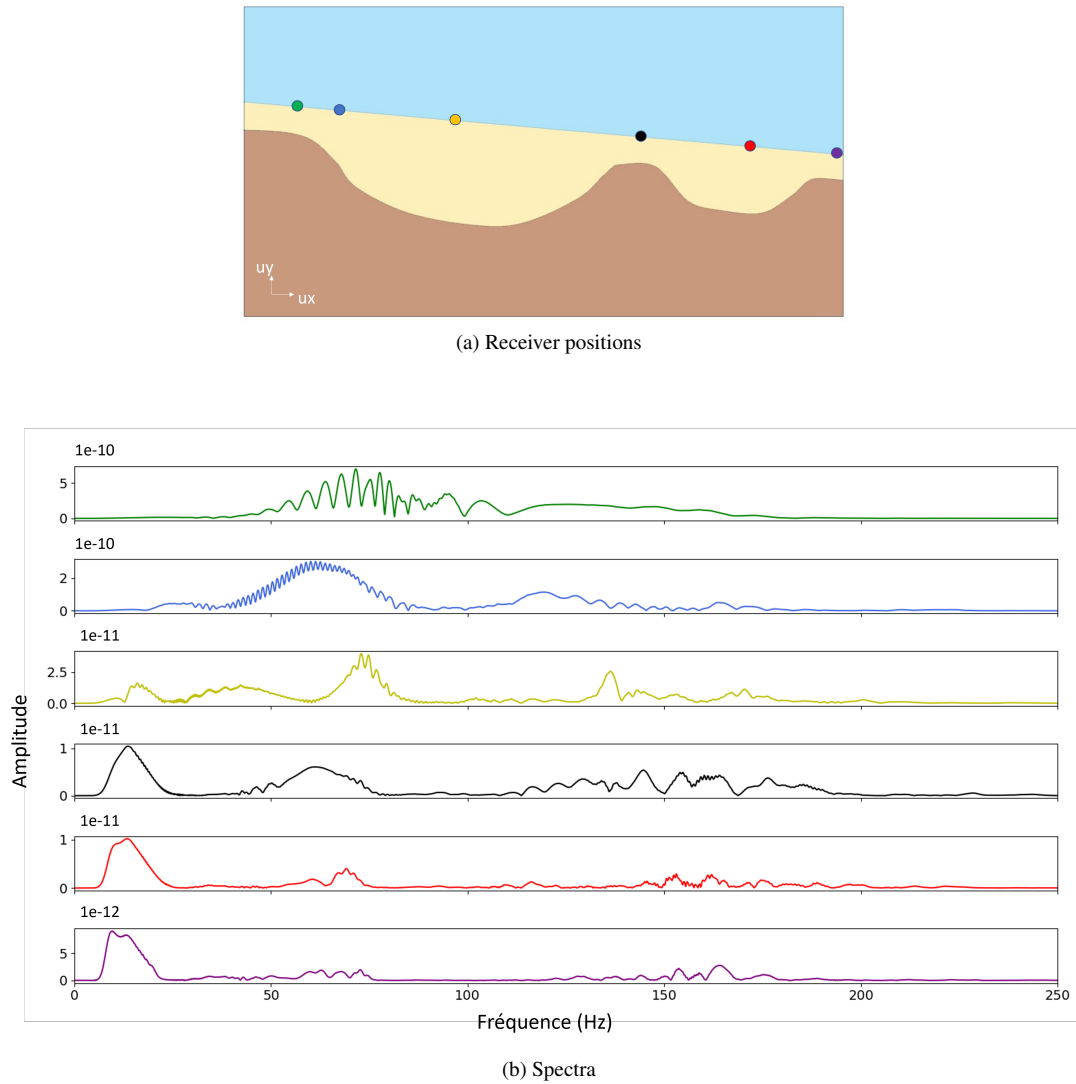 uy
ux
(a) Receiver positions
1e-10
5
0
1e-10
2
0
1e-11
2.5
0.0
1e-11
1
0
1e-11
1
0
1e-12
5
0
0 50 100 150 200 250
Amplitude
Fréquence (Hz)
(b) Spectra